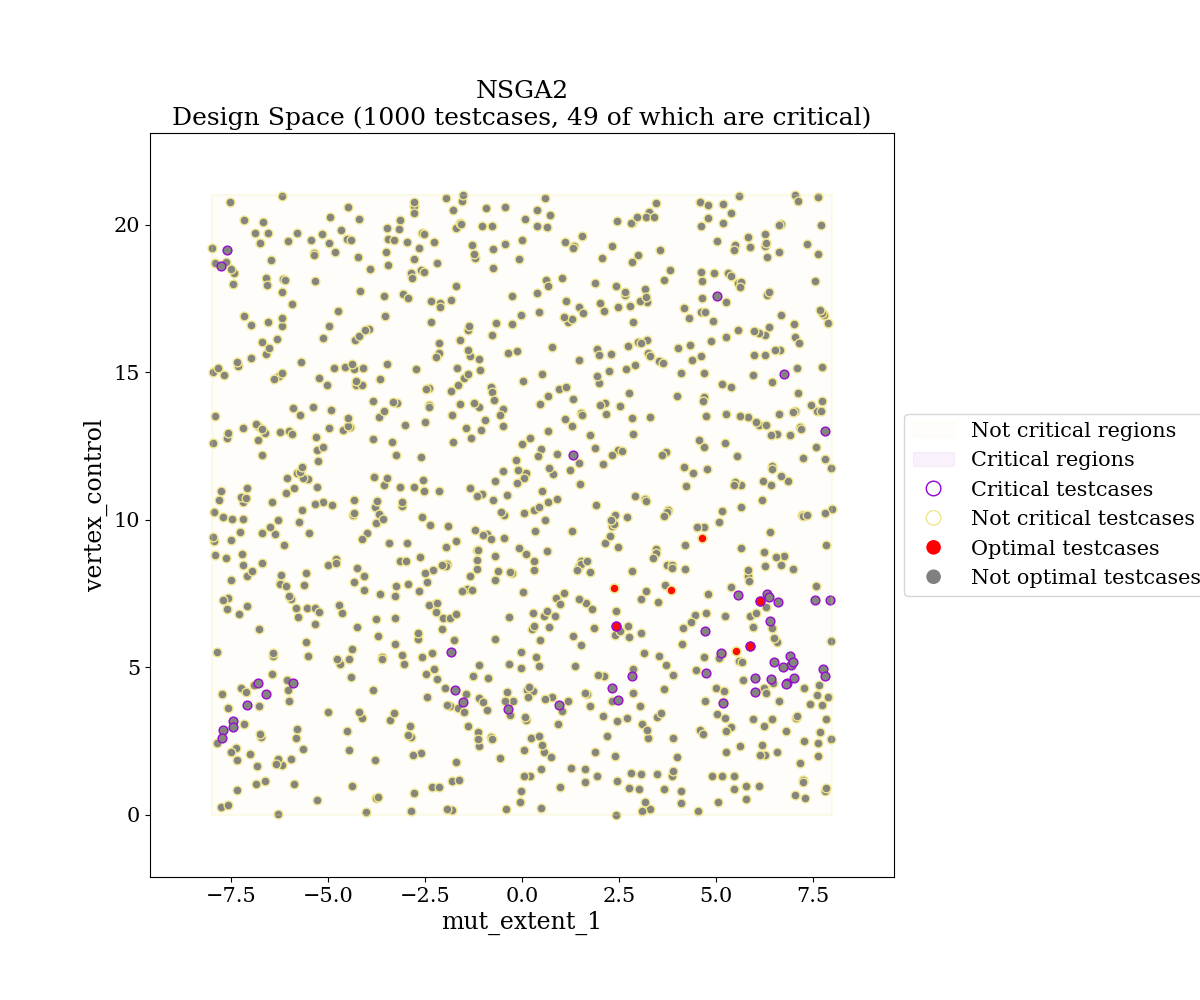 NSGA2
Design Space (1000 testcases, 49 of which are critical)
vertex_control
20
15
10
5
0
−7.5
−5.0
−2.5
0.0
2.5
5.0
7.5
mut_extent_1
Not critical regions
Critical regions
Critical testcases
Not critical testcases
Optimal testcases
Not optimal testcases